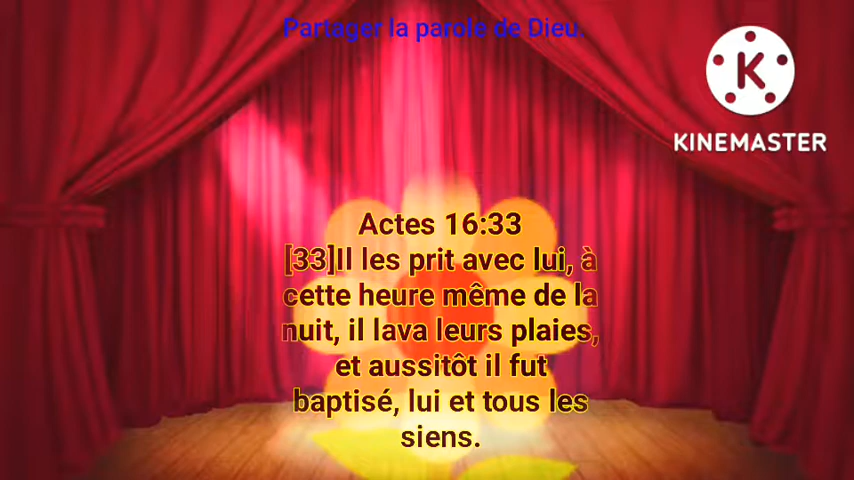 Partager la parole de Dieu.
KINEMASTER
Actes 16:33
[33]Il les prit avec lui, à
cette heure même de la
nuit, il lava leurs plaies,
et aussitôt il fut
baptisé, lui et tous les
siens.